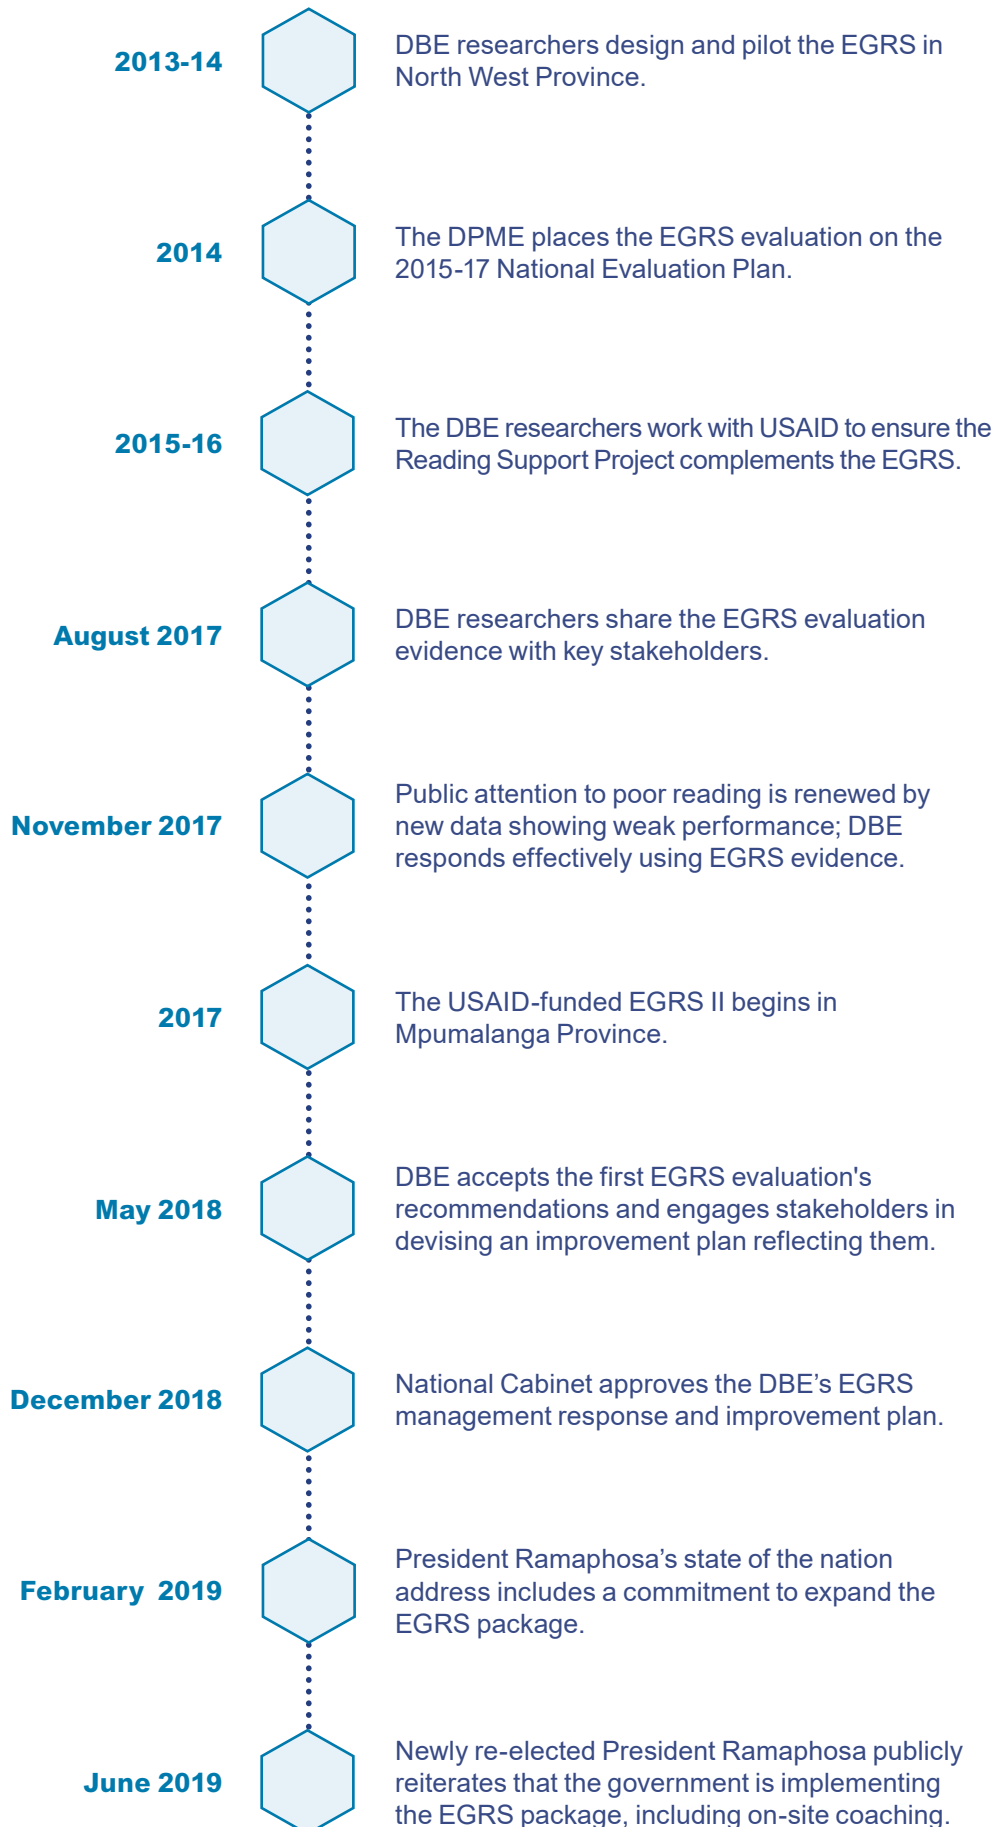 2013-14
DBE researchers design and pilot the EGRS in
North West Province.
2014
The DPME places the EGRS evaluation on the
2015-17 National Evaluation Plan.
2015-16
The DBE researchers work with USAID to ensure the
Reading Support Project complements the EGRS.
August 2017
DBE researchers share the EGRS evaluation
evidence with key stakeholders.
November 2017
Public attention to poor reading is renewed by
new data showing weak performance; DBE
responds effectively using EGRS evidence.
2017
The USAID-funded EGRS II begins in
Mpumalanga Province.
May 2018
DBE accepts the first EGRS evaluation's
recommendations and engages stakeholders in
devising an improvement plan reflecting them.
December 2018
National Cabinet approves the DBE’s EGRS
management response and improvement plan.
February 2019
President Ramaphosa’s state of the nation
address includes a commitment to expand the
EGRS package.
June 2019
Newly re-elected President Ramaphosa publicly
reiterates that the government is implementing
the EGRS package, including on-site coaching.